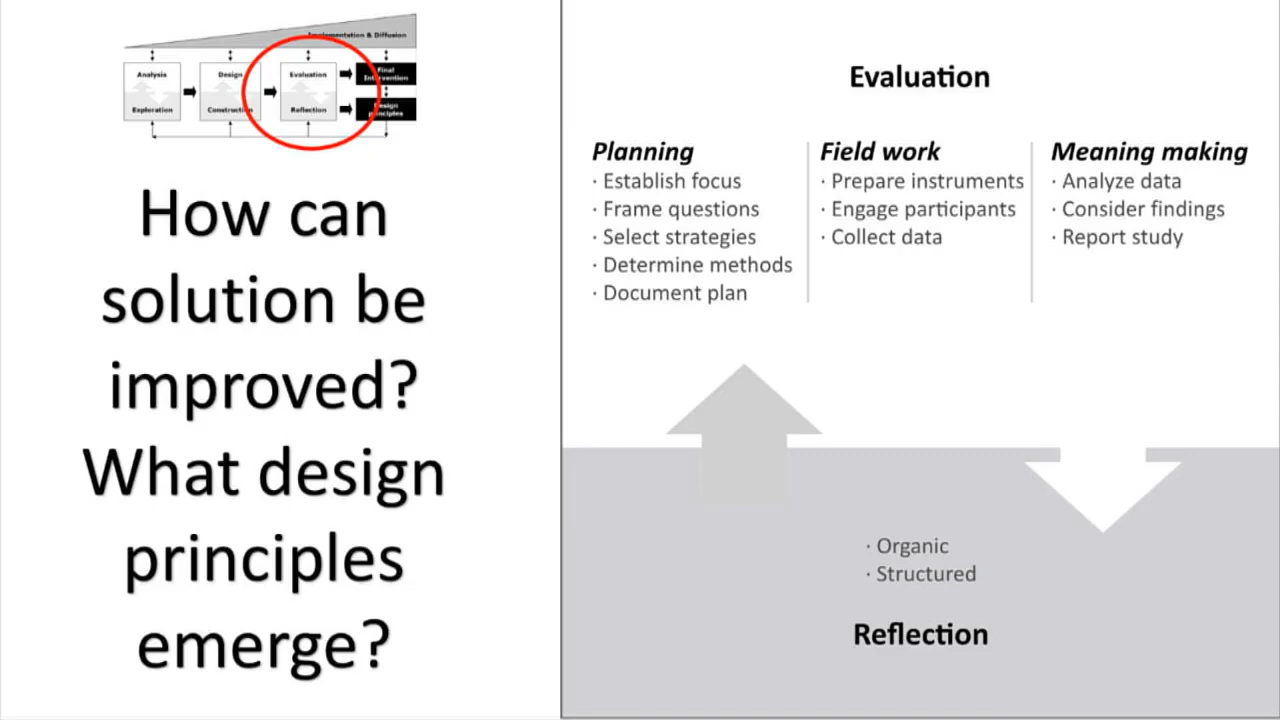 Implementation & Diffusion
Analysis
Exploration
Design
Construction
Evaluation
Reflection
Final
Intervention
Design
principles
How can
solution be
improved?
What design
principles
emerge?
Evaluation
Planning
· Establish focus
· Frame questions
· Select strategies
· Determine methods
· Document plan
Field work
· Prepare instruments
· Engage participants
· Collect data
Meaning making
· Analyze data
· Consider findings
· Report study
· Organic
· Structured
Reflection